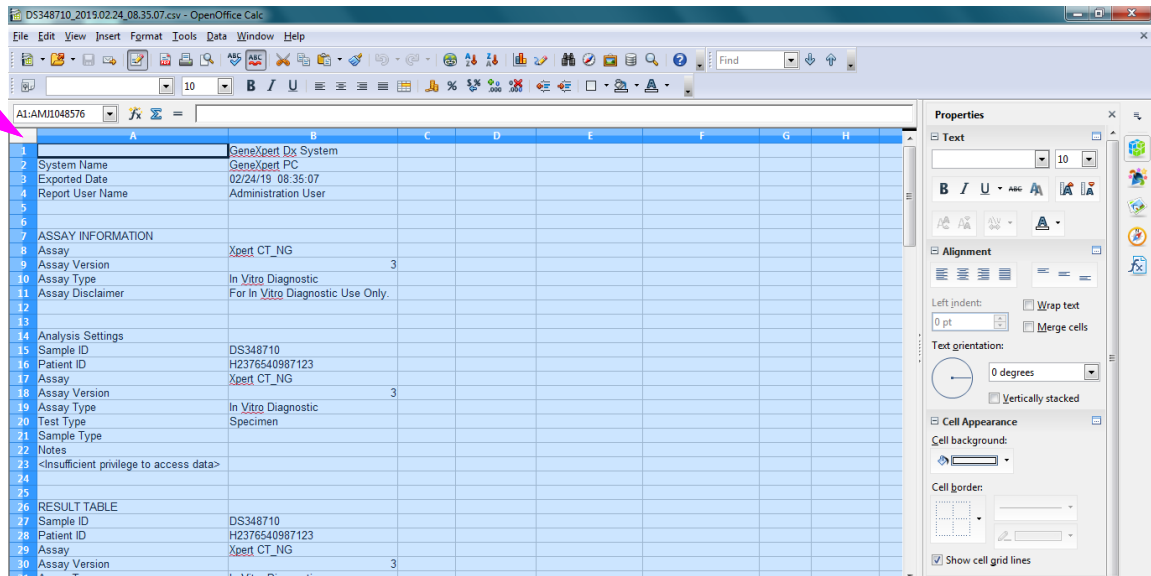 DS348710_2019.02.24_08.35.07.csv - OpenOffice Calc
File Edit View Insert Format Tools Data Window Help
Find
10
A1:AMJ1048576
A B C D E F G H
1 GeneXpert Dx System
2 System Name GeneXpert PC
3 Exported Date 02/24/19 08:35:07
4 Report User Name Administration User
5
6
7 ASSAY INFORMATION
8 Assay Xpert CT_NG
9 Assay Version 3
10 Assay Type In Vitro Diagnostic
11 Assay Disclaimer For In Vitro Diagnostic Use Only.
12
13
14 Analysis Settings
15 Sample ID DS348710
16 Patient ID H2376540987123
17 Assay Xpert CT_NG
18 Assay Version 3
19 Assay Type In Vitro Diagnostic
20 Test Type Specimen
21 Sample Type
22 Notes
23 <Insufficient privilege to access data>
24
25
26 RESULT TABLE
27 Sample ID DS348710
28 Patient ID H2376540987123
29 Assay Xpert CT_NG
30 Assay Version 3
Properties
Text
10
Alignment
Left indent:
Wrap text
0 pt
Merge cells
Text orientation:
0 degrees
Vertically stacked
Cell Appearance
Cell background:
Cell border:
Show cell grid lines